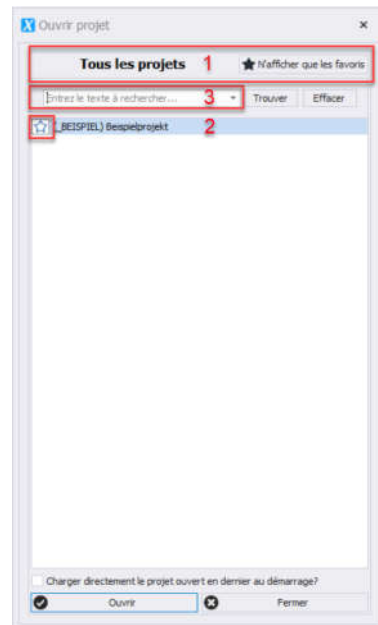 Ouvrir projet
Tous les projets 1 N'afficher que les favoris
Entrez le texte à rechercher... 3 Trouver Effacer
(_BEISPIEL) Beispielprojekt 2
Charger directement le projet ouvert en dernier au démarrage?
Ouvrir Fermer